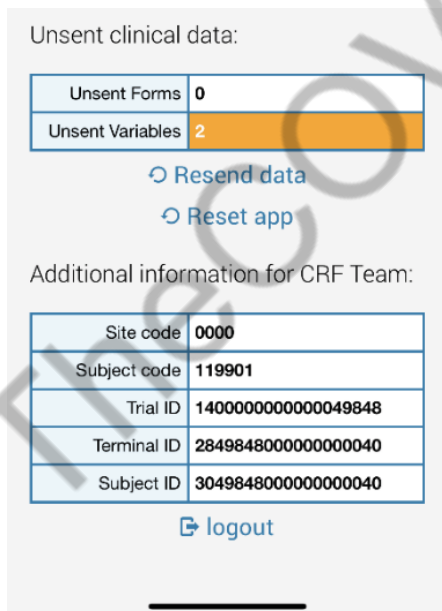 Unsent clinical data:
Unsent Forms 0
Unsent Variables 2
Resend data
Reset app
Additional information for CRF Team:
Site code 0000
Subject code 119901
Trial ID 1400000000000049848
Terminal ID 2849848000000000040
Subject ID 3049848000000000040
logout
TheCOV